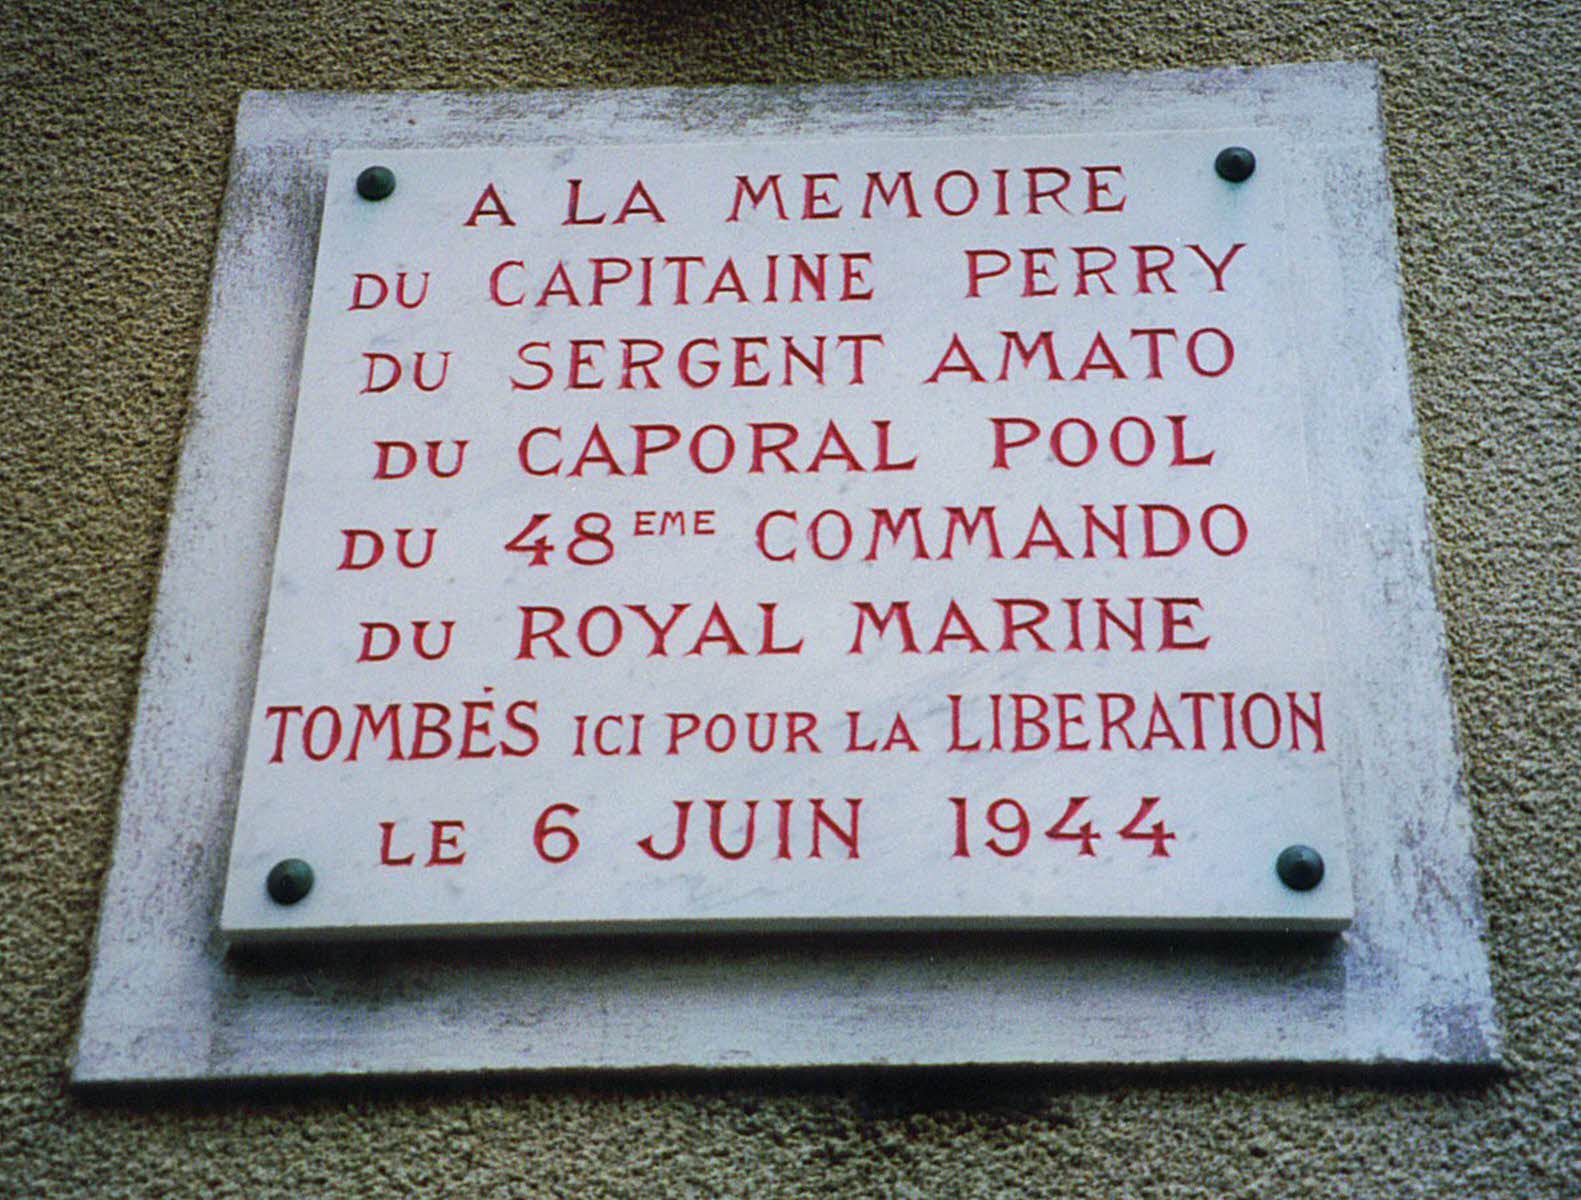 A LA MEMOIRE
DU CAPITAINE PERRY
DU SERGENT AMATO
DU CAPORAL POOL
DU 48EME COMMANDO
DU ROYAL MARINE
TOMBÉS ICI POUR LA LIBERATION
LE 6 JUIN 1944